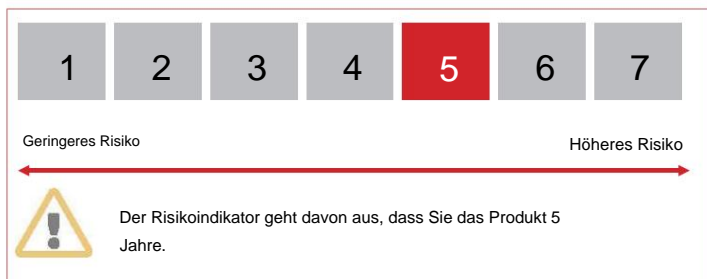 1 2 3 4 5 6 7
Geringeres Risiko Höheres Risiko
Der Risikoindikator geht davon aus, dass Sie das Produkt 5
Jahre.